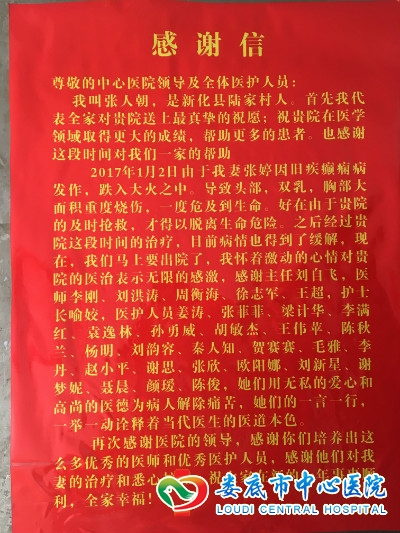 感谢信
尊敬的中心医院领导及全体医护人员：
我叫张人朝，是新化县陆家村人。首先我代
表全家对贵院送上最真挚的祝愿；祝贵院在医学
领域取得更大的成绩，帮助更多的患者。也感谢
这段时间对我们一家的帮助
2017年1月2日由于我妻张婷因旧疾癫痫病
发作，跌入大火之中。导致头部，双乳，胸部大
面积重度烧伤，一度危及到生命。好在由于贵院
的及时抢救，才得以脱离生命危险。之后经过贵
院这段时间的治疗，目前病情也得到了缓解，现
在，我们马上要出院了，我怀着激动的心情对贵
院的医治表示无限的感激，感谢主任刘自飞，医
师李刚、刘洪涛、周衡海、徐志军、王超，护士
长喻姣，医护人员姜涛、张菲菲、梁计华、李满
红、袁逸林、孙勇威、胡敏杰、王伟苹、陈秋
兰、杨明、刘韵容、秦人知、贺赛赛、毛雅、李
丹、赵小平、谢思、张欣、欧阳娜、刘新星、谢
梦妮、聂晨、颜瑷、陈俊，她们用无私的爱心和
高尚的医德为病人解除痛苦，她们的一言一行，
一举一动诠释着当代医生的医道本色。
再次感谢医院的领导，感谢你们培养出这
么多优秀的医师和优秀医护人员，感谢他们对我
妻的治疗和悉心 祝 年事事顺
利，全家幸福！
娄底市中心医院
LOUDI CENTRAL HOSPITAL